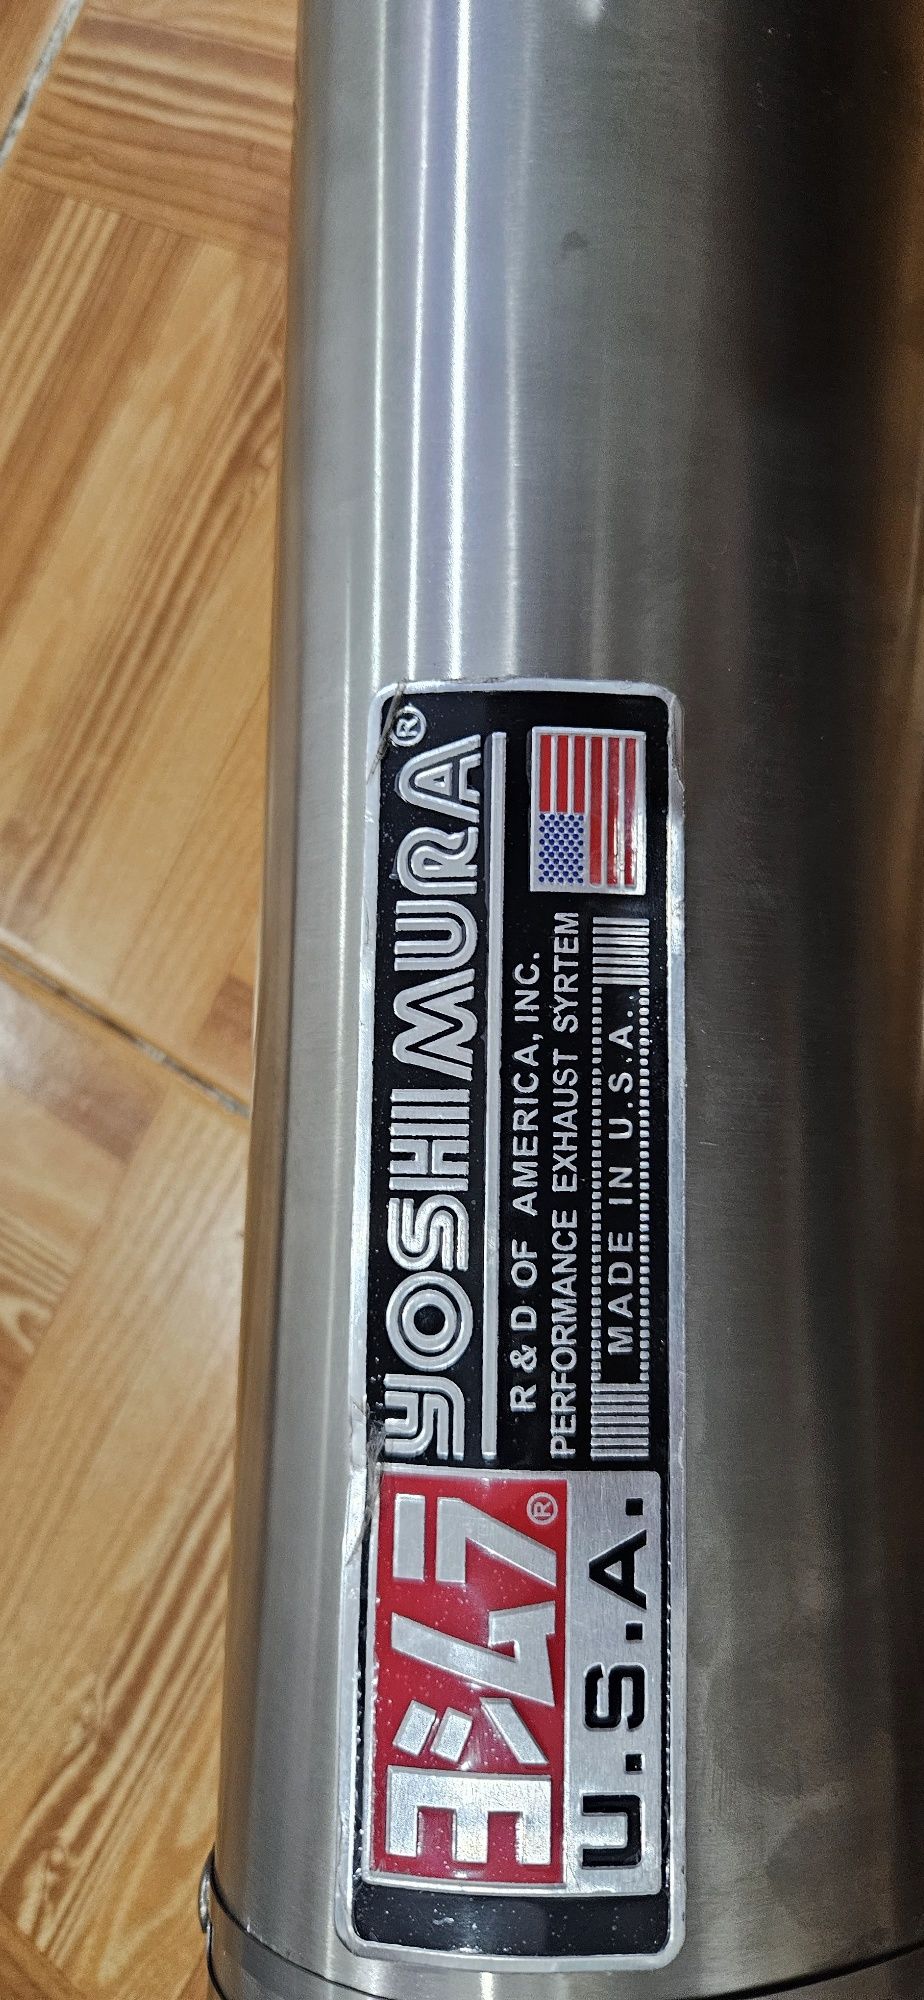 YOSHIMURA®
R & D OF AMERICA, INC.
PERFORMANCE EXHAUST SYRTEM
MADE IN U.S.A.
ヨシムラ®
U.S.A.